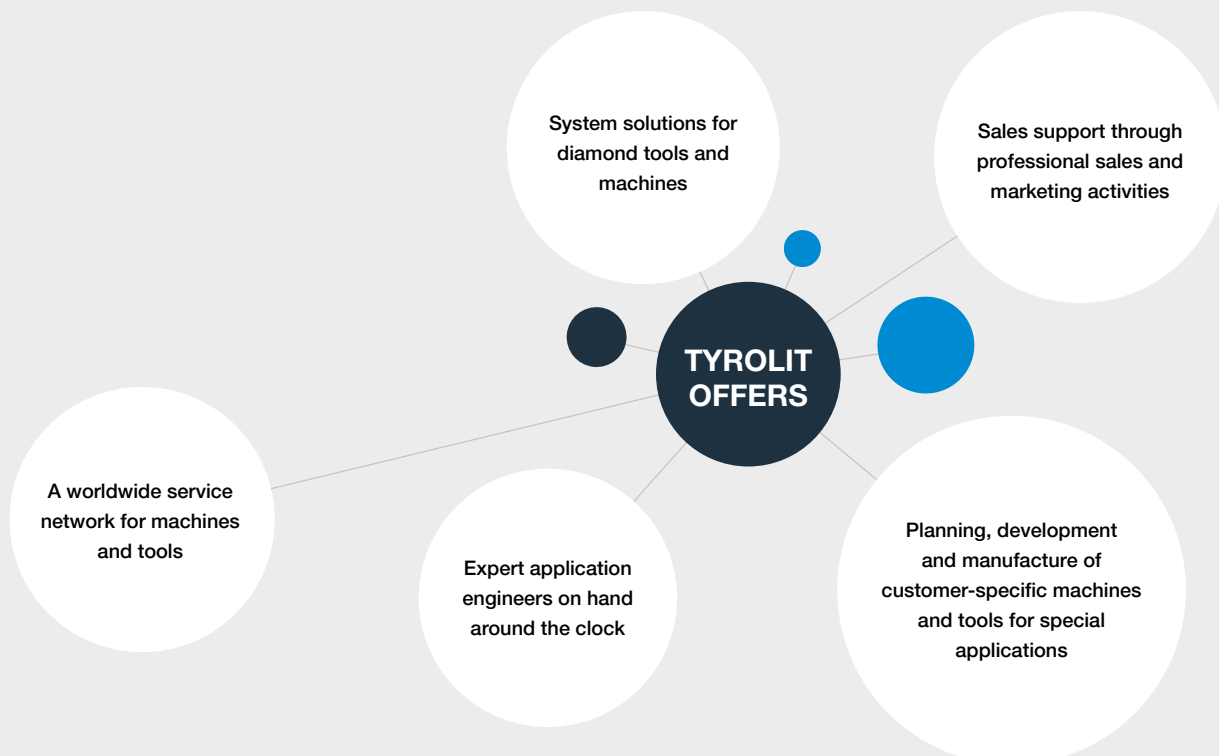 System solutions for
diamond tools and
machines
Sales support through
professional sales and
marketing activities
TYROLIT
OFFERS
A worldwide service
network for machines
and tools
Expert application
engineers on hand
around the clock
Planning, development
and manufacture of
customer-specific machines
and tools for special
applications